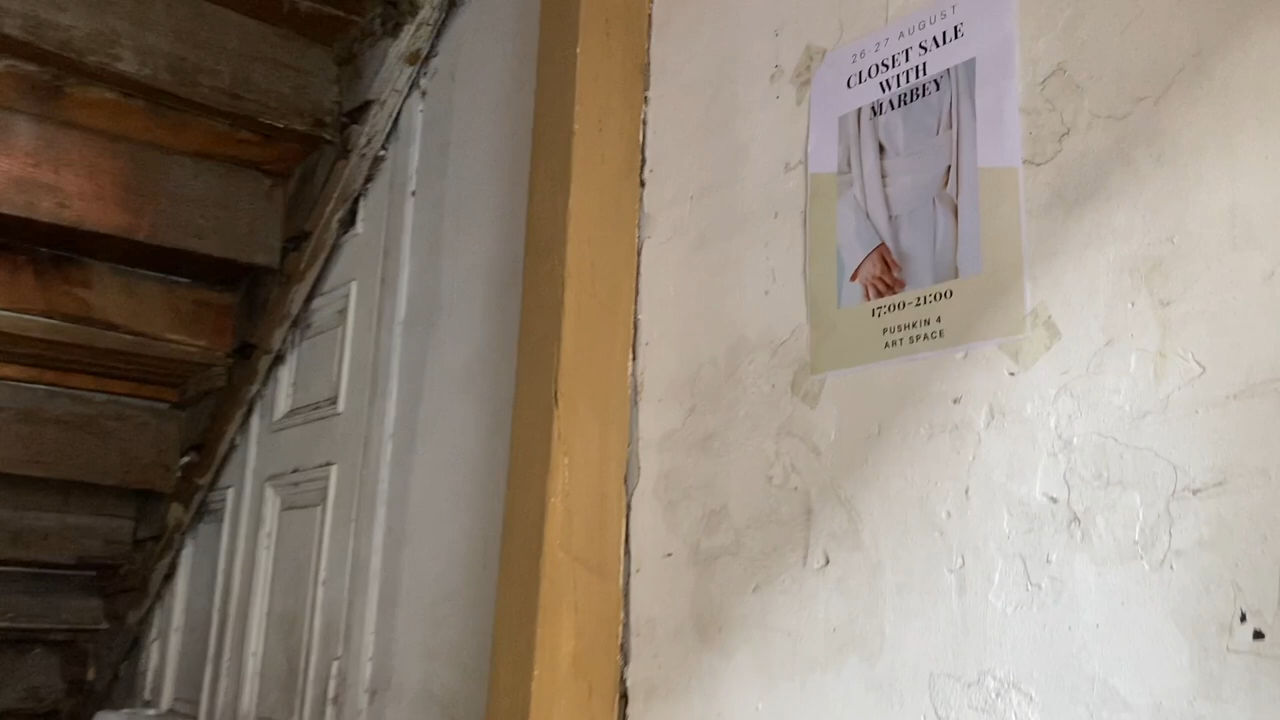 26-27 AUGUST
CLOSET SALE
WITH
MARBEY
17:00-21:00
PUSHKIN 4
ART SPACE